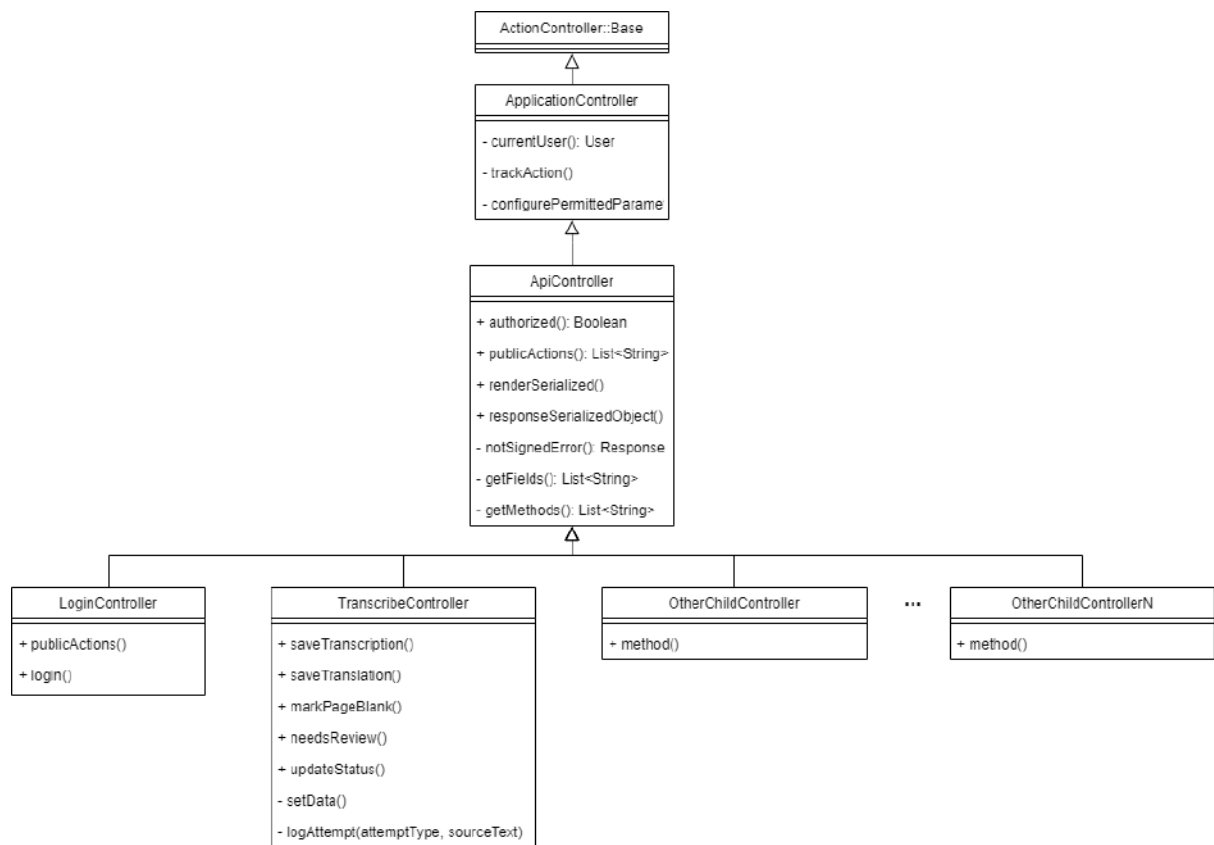 ActionController::Base
ApplicationController
- currentUser(): User
- trackAction()
- configurePermittedParame
ApiController
+ authorized(): Boolean
+ publicActions(): List<String>
+ renderSerialized()
+ responseSerializedObject()
- notSignedError(): Response
- getFields(): List<String>
- getMethods(): List<String>
LoginController
+ publicActions()
+ login()
TranscribeController
+ saveTranscription()
+ saveTranslation()
+ markPageBlank()
+ needsReview()
+ updateStatus()
- setData()
- logAttempt(attemptType, sourceText)
OtherChildController
+ method()
...
OtherChildControllerN
+ method()